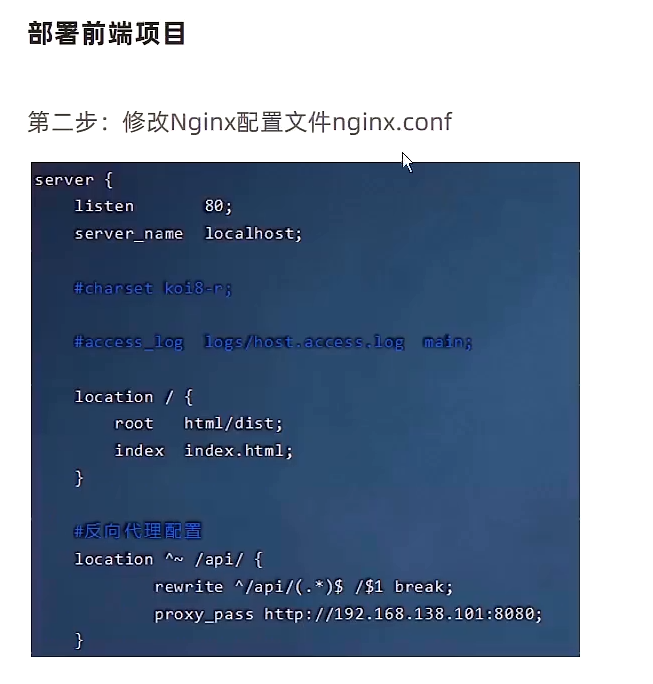 部署前端项目
第二步：修改Nginx配置文件nginx.conf
server {
    listen       80;
    server_name  localhost;
    #charset koi8-r;
    #access_log  logs/host.access.log  main;
    location / {
        root   html/dist;
        index  index.html;
    }
    #反向代理配置
    location ^~ /api/ {
            rewrite ^/api/(.*)$ /$1 break;
            proxy_pass http://192.168.138.101:8080;
    }